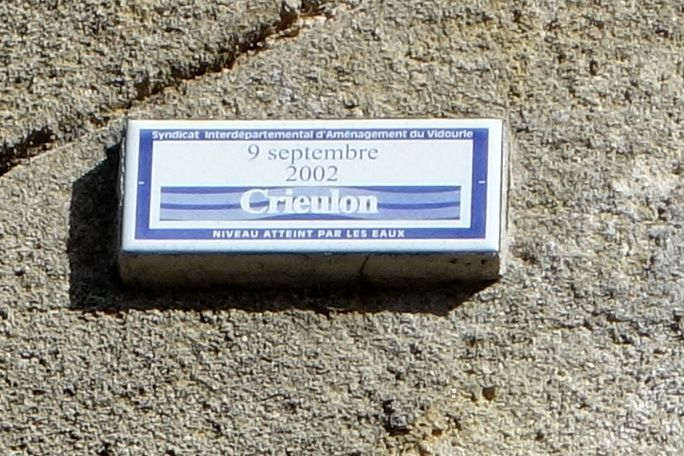 Syndicat Interdépartemental d'Aménagement du Vidourle
9 septembre
2002
Crieulon
NIVEAU ATTEINT PAR LES EAUX